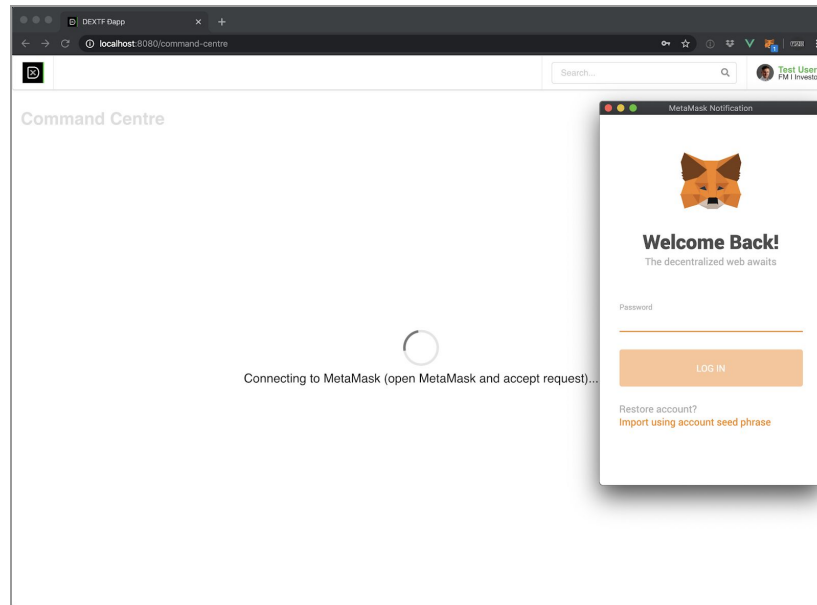 DEXTF Ðapp
localhost:8080/command-centre
Search...
Test User
FM I Investo
Command Centre
MetaMask Notification
Welcome Back!
The decentralized web awaits
Password
LOG IN
Restore account?
Import using account seed phrase
Connecting to MetaMask (open MetaMask and accept request)...